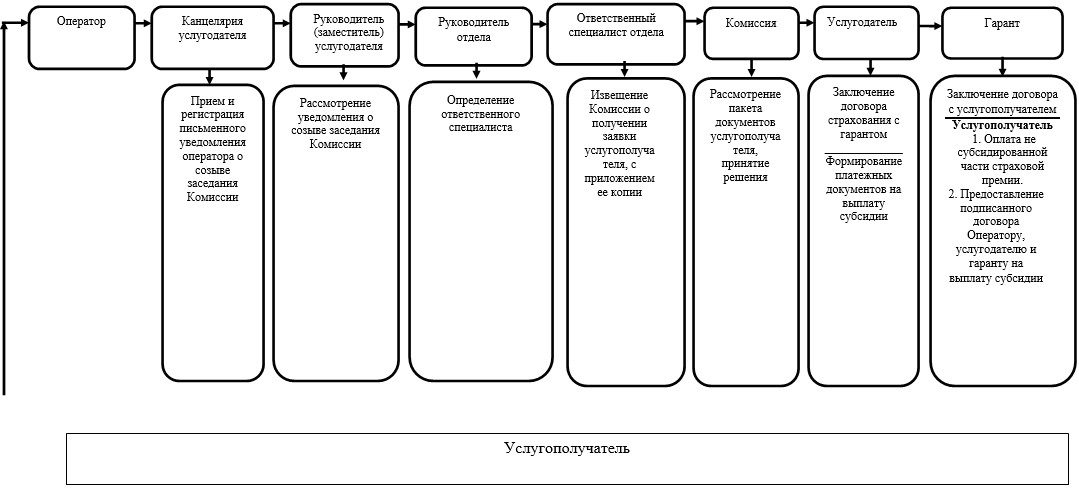 Оператор
Канцелярия
услугодателя
Руководитель
(заместитель)
услугодателя
Руководитель
отдела
Ответственный
специалист отдела
Комиссия
Услугодатель
Гарант
Прием и
регистрация
письменного
уведомления
оператора о
созыве
заседания
Комиссии
Рассмотрение
уведомления о
созыве заседания
Комиссии
Определение
ответственного
специалиста
Извещение
Комиссии о
получении
заявки
услугополуча
теля, с
приложением
ее копии
Рассмотрение
пакета
документов
услугополуча
теля,
принятие
решения
Заключение
договора
страхования с
гарантом
Формирование
платежных
документов на
выплату
субсидии
Заключение договора
с услугополучателем
Услугополучатель
1. Оплата не
субсидированной
части страховой
премии.
2. Предоставление
подписанного
договора
Оператору,
услугодателю и
гаранту на
выплату субсидии
Услугополучатель